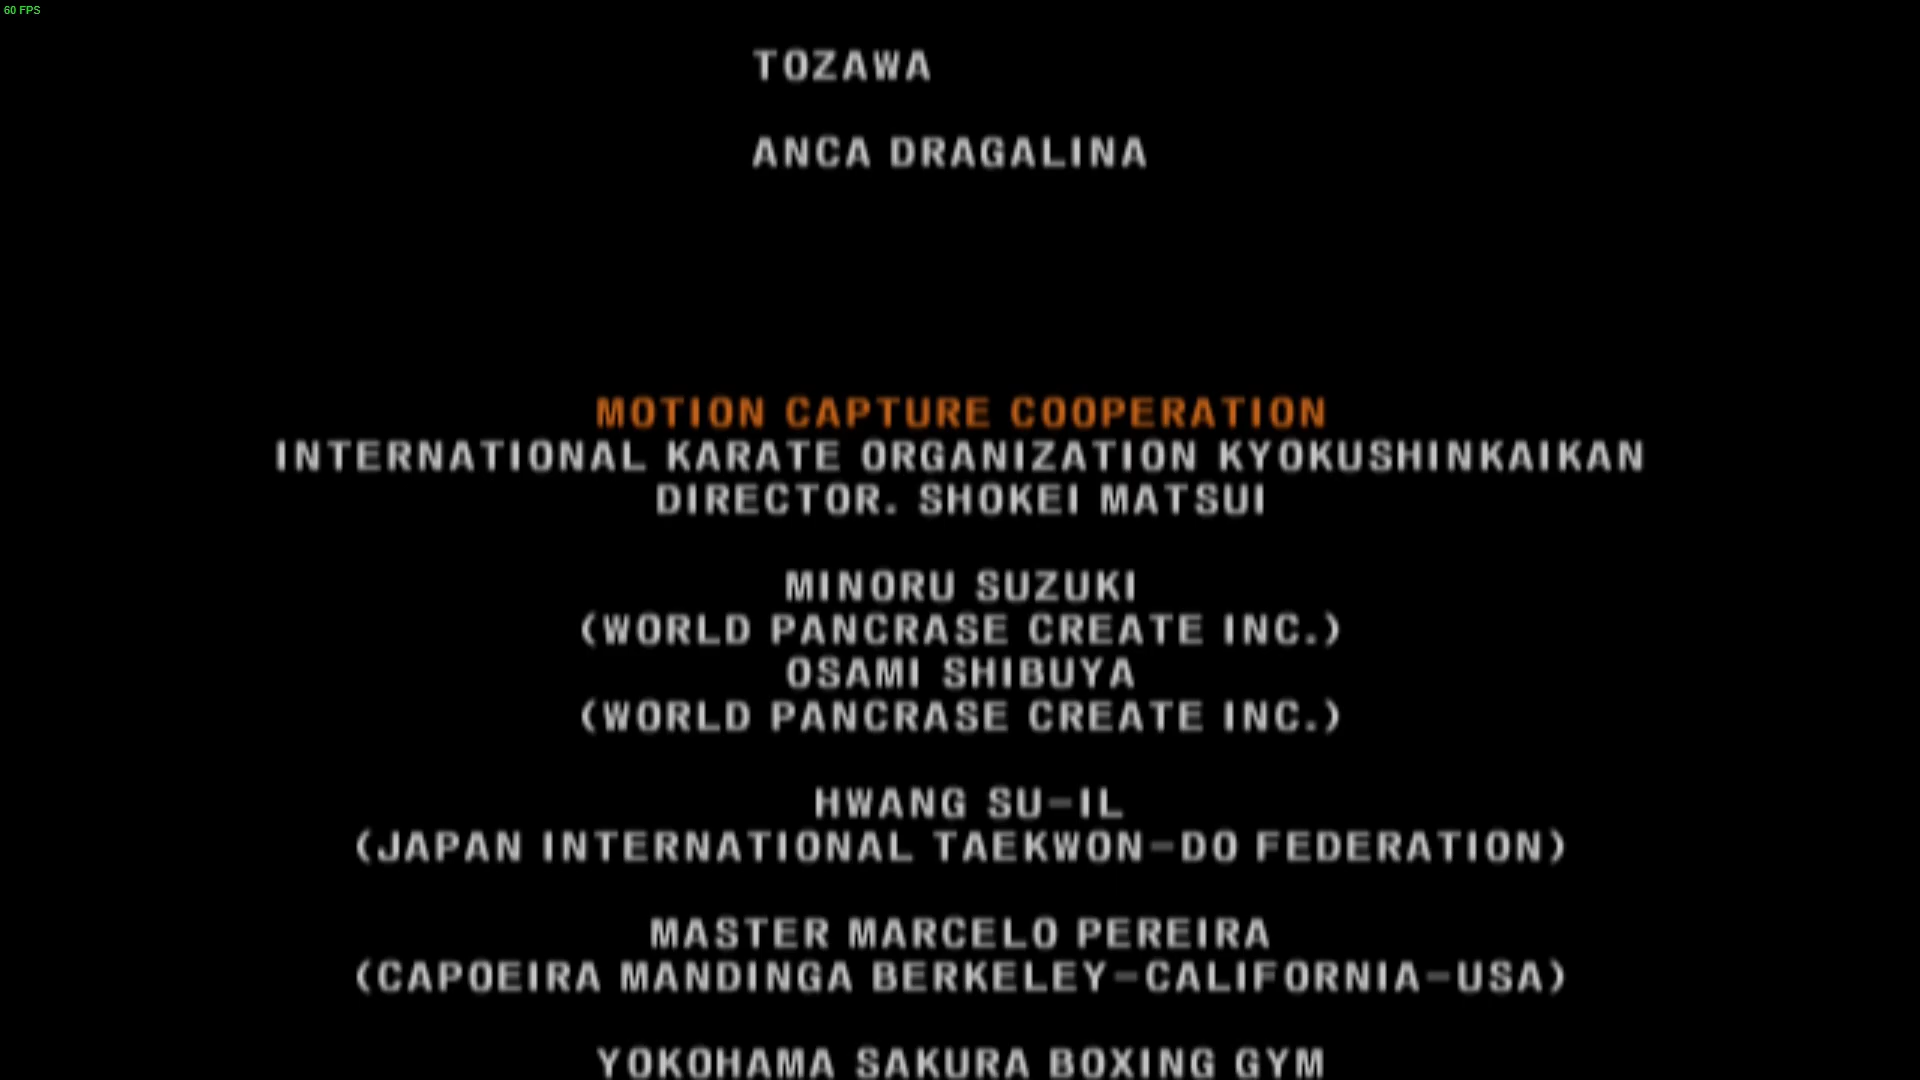 60 FPS
TOZAWA
ANCA DRAGALINA
MOTION CAPTURE COOPERATION
INTERNATIONAL KARATE ORGANIZATION KYOKUSHINKAIKAN
DIRECTOR. SHOKEI MATSUI
MINORU SUZUKI
(WORLD PANCRASE CREATE INC.)
OSAMI SHIBUYA
(WORLD PANCRASE CREATE INC.)
HWANG SU-IL
(JAPAN INTERNATIONAL TAEKWON-DO FEDERATION)
MASTER MARCELO PEREIRA
(CAPOEIRA MANDINGA BERKELEY-CALIFORNIA-USA)
YOKOHAMA SAKURA BOXING GYM